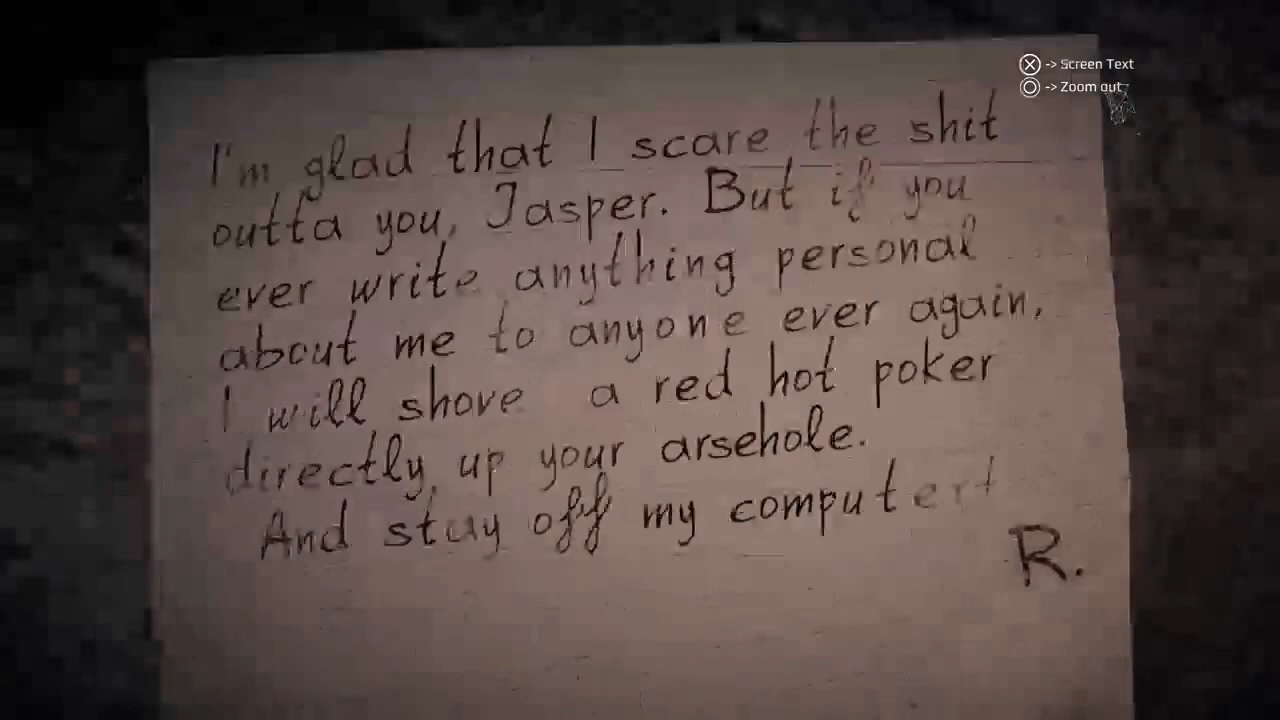 Ⓧ -> Screen Text
◯ -> Zoom out
I'm glad that I scare the shit
outta you, Jasper. But if you
ever write anything personal
about me to anyone ever again,
I will shove a red hot poker
directly up your arsehole.
And stay off my computer!
R.